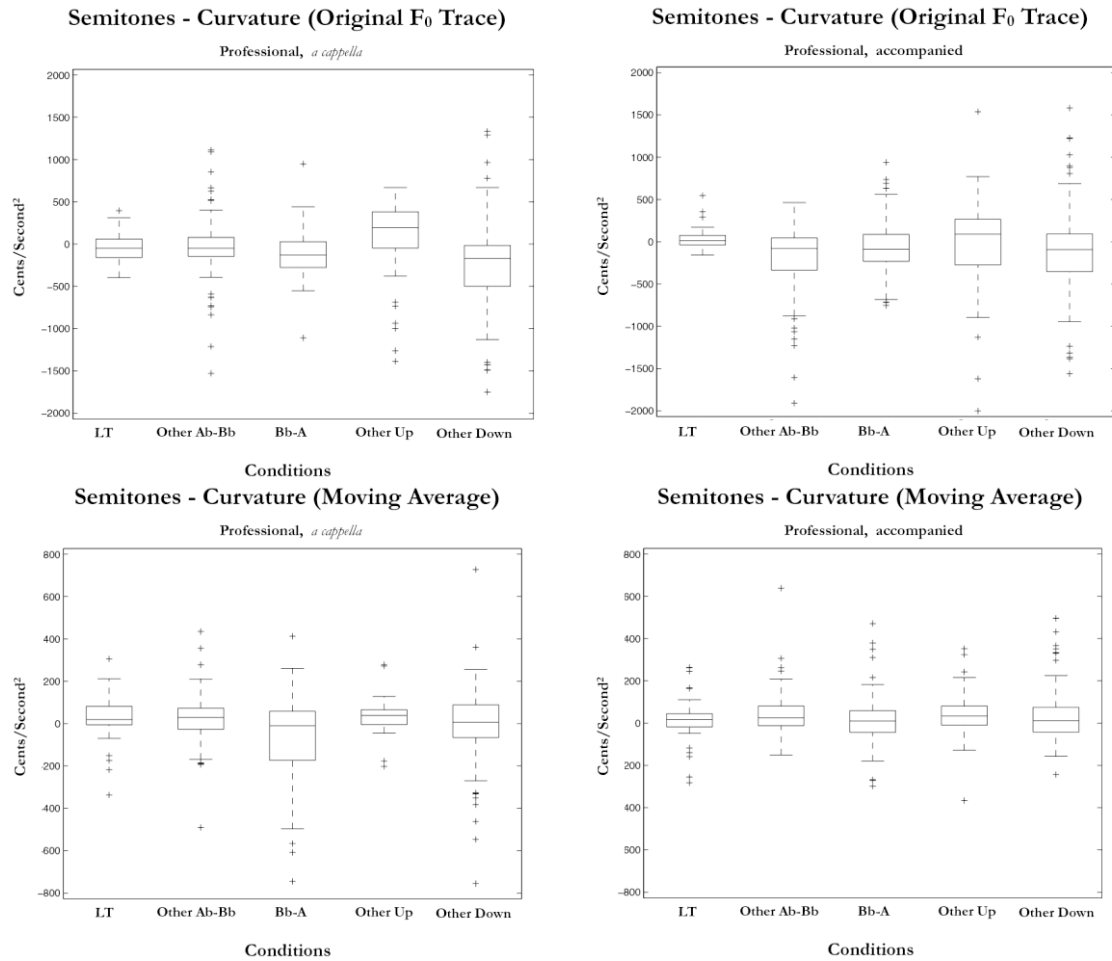 Semitones - Curvature (Original F₀ Trace)
Professional, a cappella
2000
1500
1000
500
0
−500
−1000
−1500
−2000
Cents/Second²
LT Other Ab-Bb Bb-A Other Up Other Down
Conditions
Semitones - Curvature (Original F₀ Trace)
Professional, accompanied
2000
1500
1000
500
0
−500
−1000
−1500
−2000
Cents/Second²
LT Other Ab-Bb Bb-A Other Up Other Down
Conditions
Semitones - Curvature (Moving Average)
Professional, a cappella
800
600
400
200
0
200
400
600
−800
Cents/Second²
LT Other Ab-Bb Bb-A Other Up Other Down
Conditions
Semitones - Curvature (Moving Average)
Professional, accompanied
800
600
400
200
0
200
400
600
−800
Cents/Second²
LT Other Ab-Bb Bb-A Other Up Other Down
Conditions